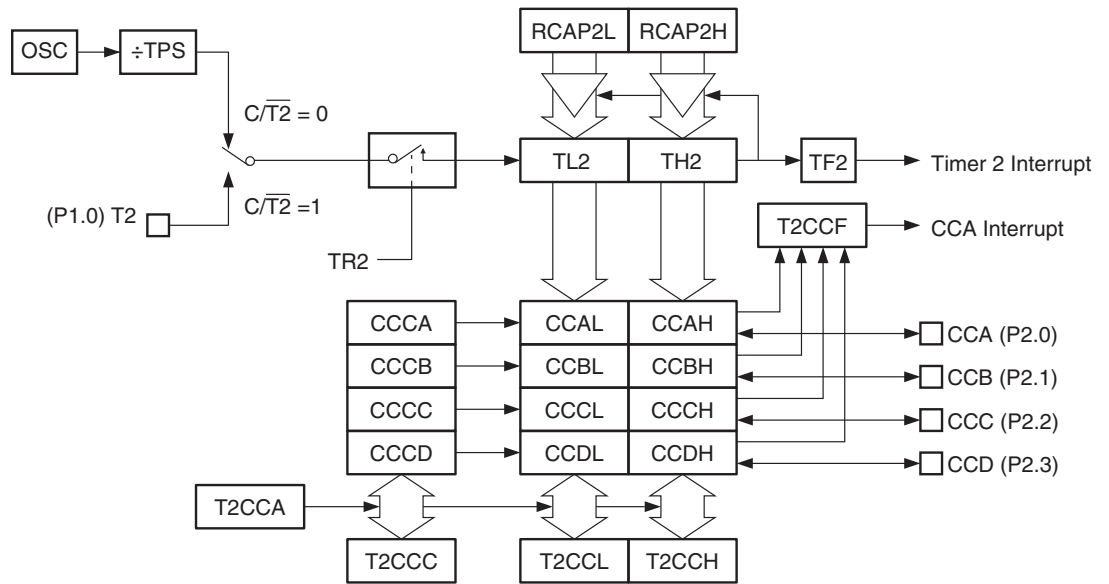 RCAP2L RCAP2H
OSC ÷TPS
C/T2 = 0
TL2 TH2 TF2 Timer 2 Interrupt
(P1.0) T2 C/T2 =1
T2CCF CCA Interrupt
TR2
CCCA CCAL CCAH CCA (P2.0)
CCCB CCBL CCBH CCB (P2.1)
CCCC CCCL CCCH CCC (P2.2)
CCCD CCDL CCDH CCD (P2.3)
T2CCA
T2CCC T2CCL T2CCH